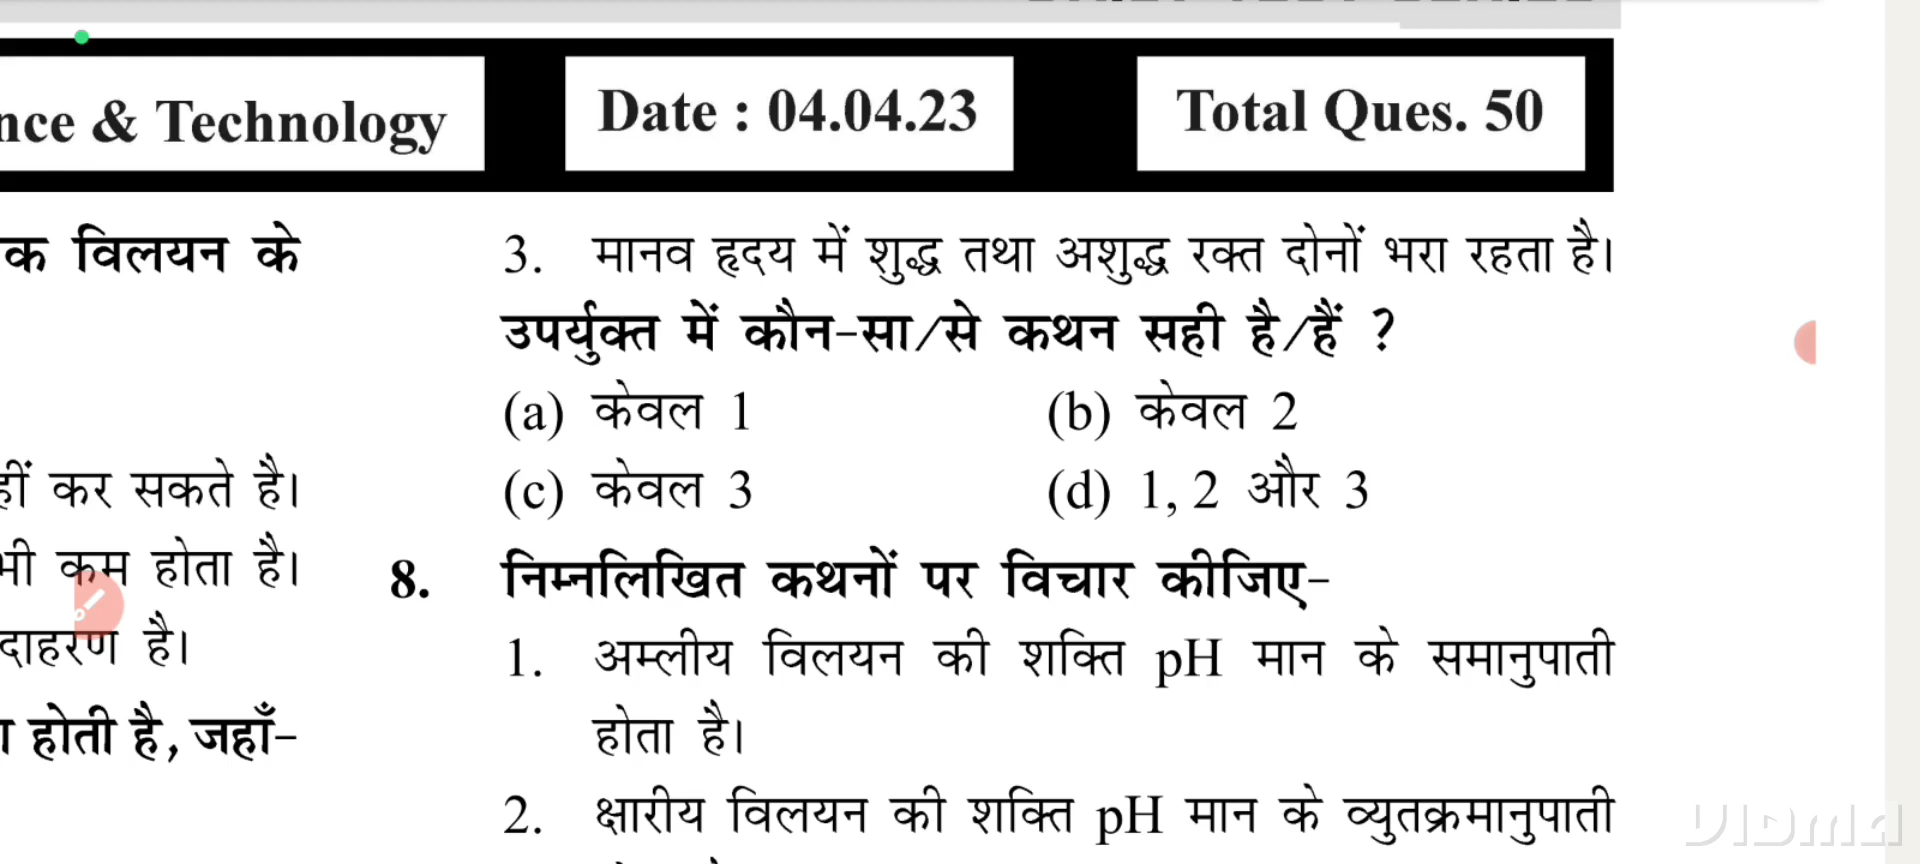 & Technology
Date : 04.04.23
Total Ques. 50
विलयन के
कर सकते है।
कम होता है।
है।
होती है, जहाँ-
3. मानव हृदय में शुद्ध तथा अशुद्ध रक्त दोनों भरा रहता है।
उपर्युक्त में कौन-सा/से कथन सही है/हैं ?
(a) केवल 1
(b) केवल 2
(c) केवल 3
(d) 1, 2 और 3
8. निम्नलिखित कथनों पर विचार कीजिए-
1. अम्लीय विलयन की शक्ति pH मान के समानुपाती
होता है।
2. क्षारीय विलयन की शक्ति pH मान के व्युतक्रमानुपाती
VIDMA